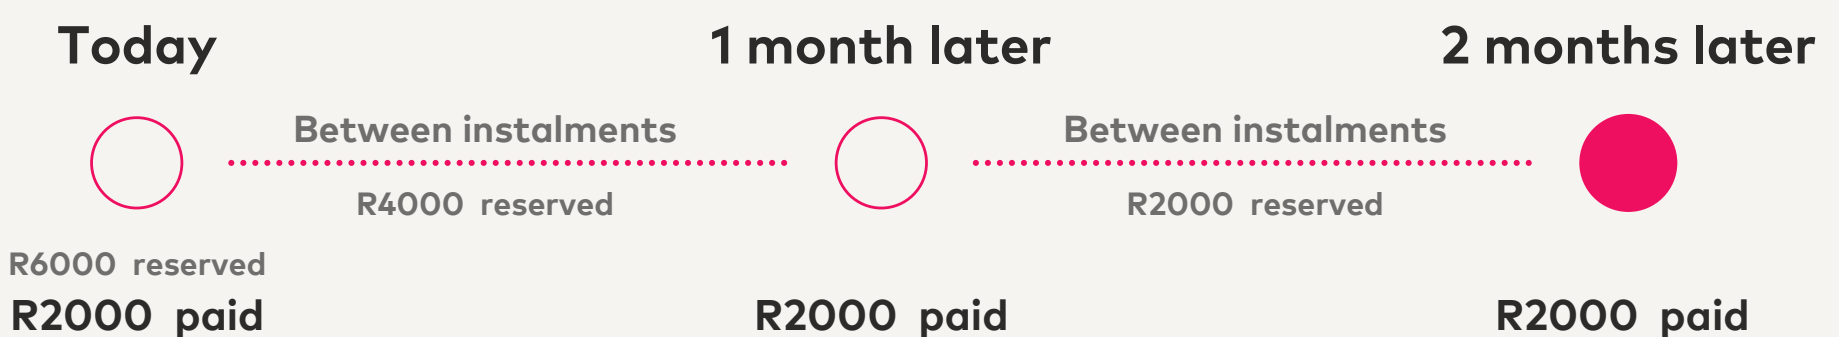 Today
1 month later
2 months later
Between instalments
Between instalments
R4000 reserved
R2000 reserved
R6000 reserved
R2000 paid
R2000 paid
R2000 paid